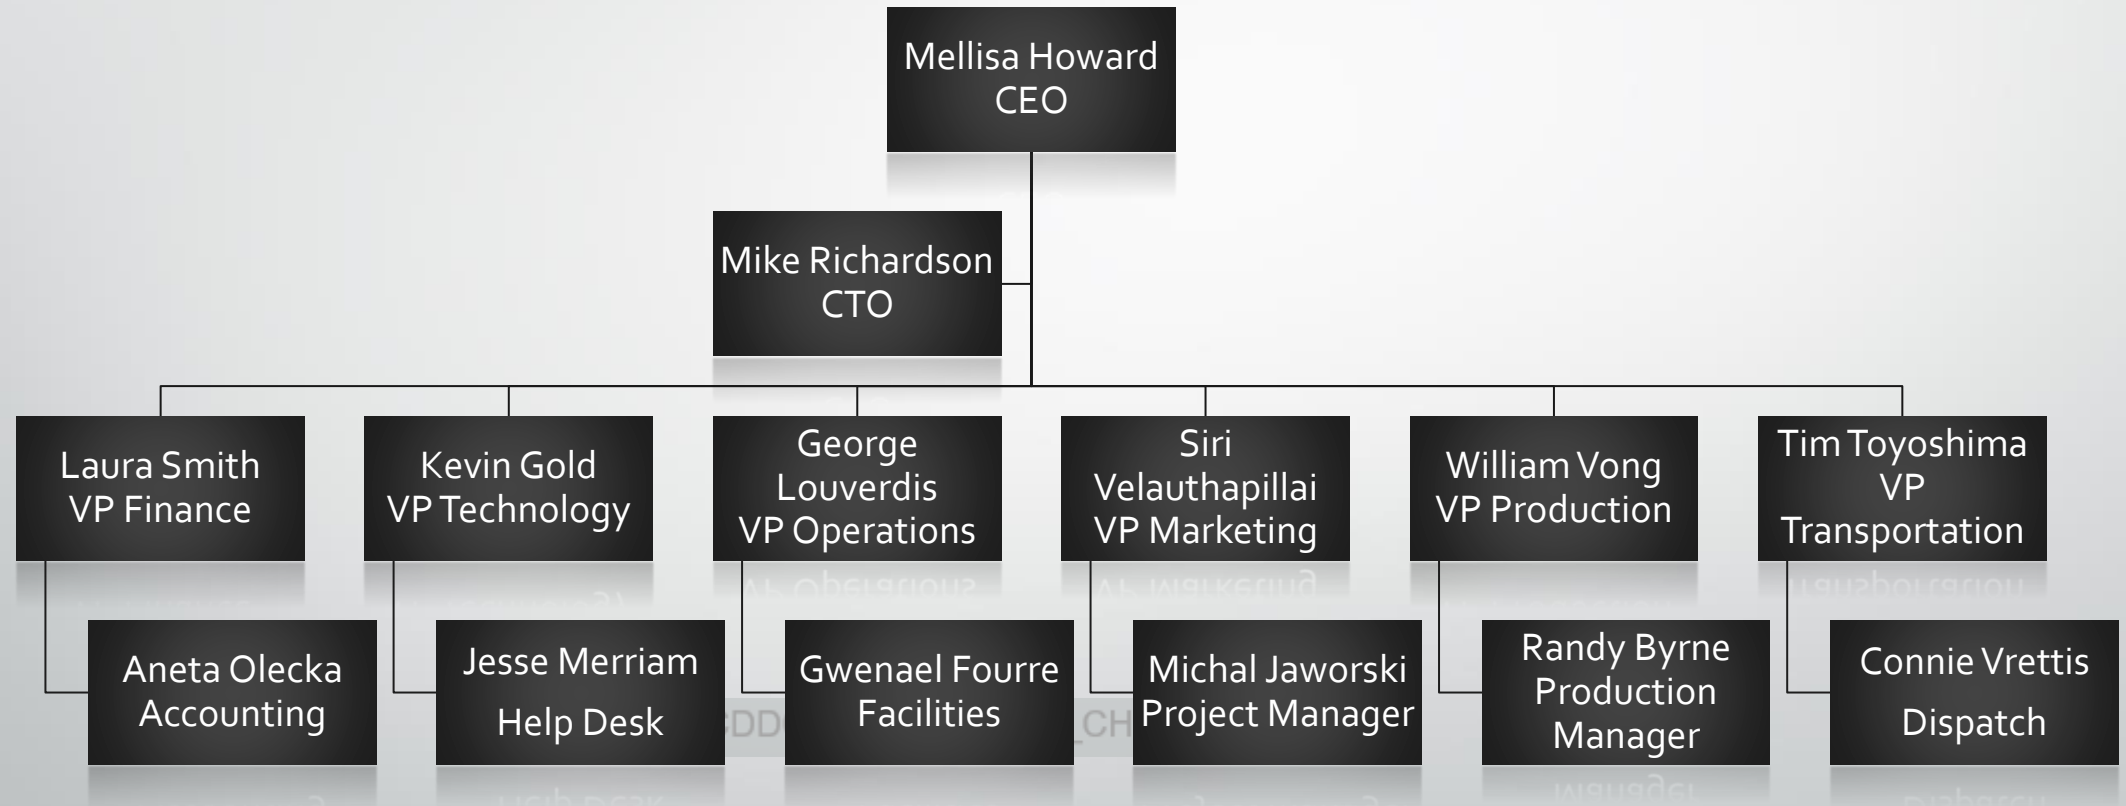 Mellisa Howard
CEO
Mike Richardson
CTO
Laura Smith
VP Finance
Kevin Gold
VP Technology
George
Louverdis
VP Operations
Siri
Velauthapillai
VP Marketing
William Vong
VP Production
Tim Toyoshima
VP
Transportation
Aneta Olecka
Accounting
Jesse Merriam
Help Desk
Gwenael Fourre
Facilities
Michal Jaworski
Project Manager
Randy Byrne
Production
Manager
Connie Vrettis
Dispatch